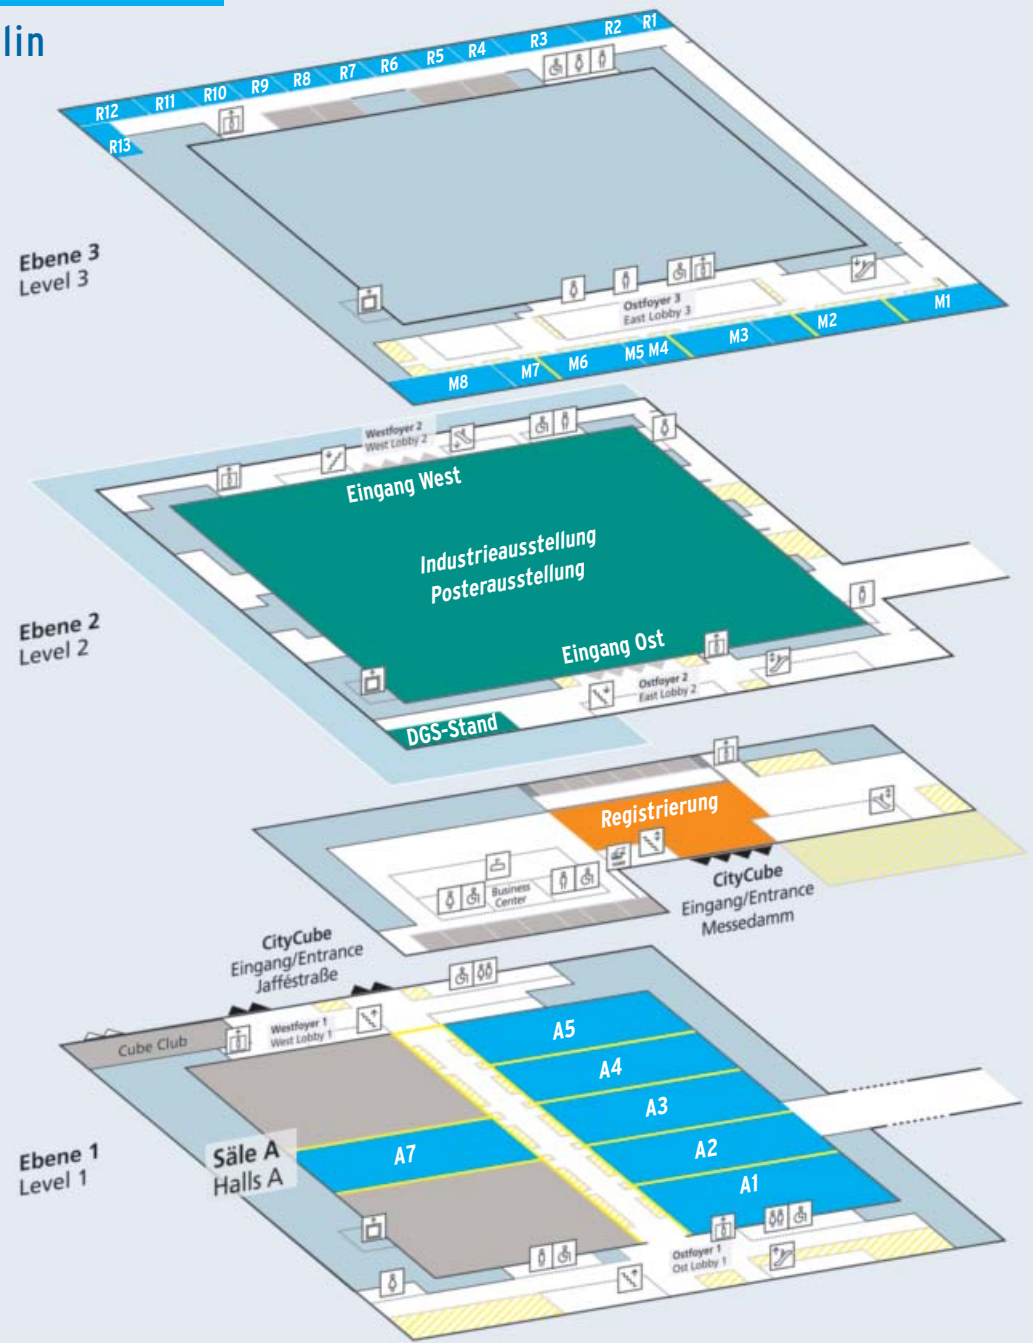 lin
R1
R2
R3
R4
R5
R6
R7
R8
R9
R10
R11
R12
R13
Ebene 3
Level 3
Ostfoyer 3
East Lobby 3
M1
M2
M3
M5 M4
M6
M7
M8
Westfoyer 2
West Lobby 2
Eingang West
Industrieausstellung
Posterausstellung
Ebene 2
Level 2
Eingang Ost
Ostfoyer 2
East Lobby 2
DGS-Stand
Registrierung
Business
Center
CityCube
Eingang/Entrance
Messedamm
CityCube
Eingang/Entrance
Jafféstraße
Westfoyer 1
West Lobby 1
Cube Club
A5
A4
A3
A2
A1
A7
Säle A
Halls A
Ebene 1
Level 1
Ostfoyer 1
Ost Lobby 1